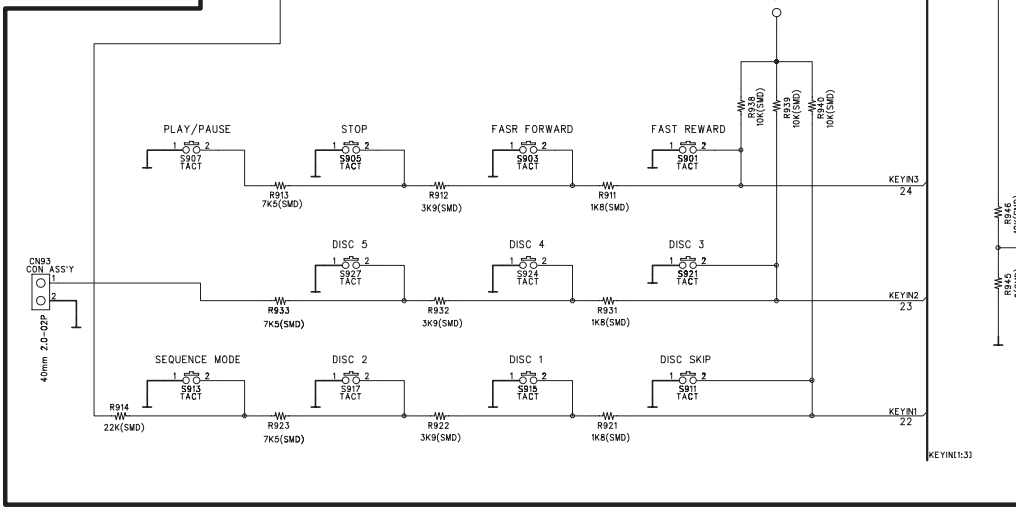 R938
10K(SMD)
R939
10K(SMD)
R940
10K(SMD)
PLAY/PAUSE
STOP
FASR FORWARD
FAST REWARD
1 2
S907
TACT
1 2
S905
TACT
1 2
S903
TACT
1 2
S901
TACT
R913
7K5(SMD)
R912
3K9(SMD)
R911
1K8(SMD)
KEYIN3
24
R946
DISC 5
DISC 4
DISC 3
1 2
S927
TACT
1 2
S924
TACT
1 2
S921
TACT
CN93
CON ASS'Y
1
2
40mm 2.0-02P
R933
7K5(SMD)
R932
3K9(SMD)
R931
1K8(SMD)
KEYIN2
23
R945
SEQUENCE MODE
DISC 2
DISC 1
DISC SKIP
1 2
S913
TACT
1 2
S917
TACT
1 2
S915
TACT
1 2
S911
TACT
R914
22K(SMD)
R923
7K5(SMD)
R922
3K9(SMD)
R921
1K8(SMD)
KEYIN1
22
KEYIN[1:3]